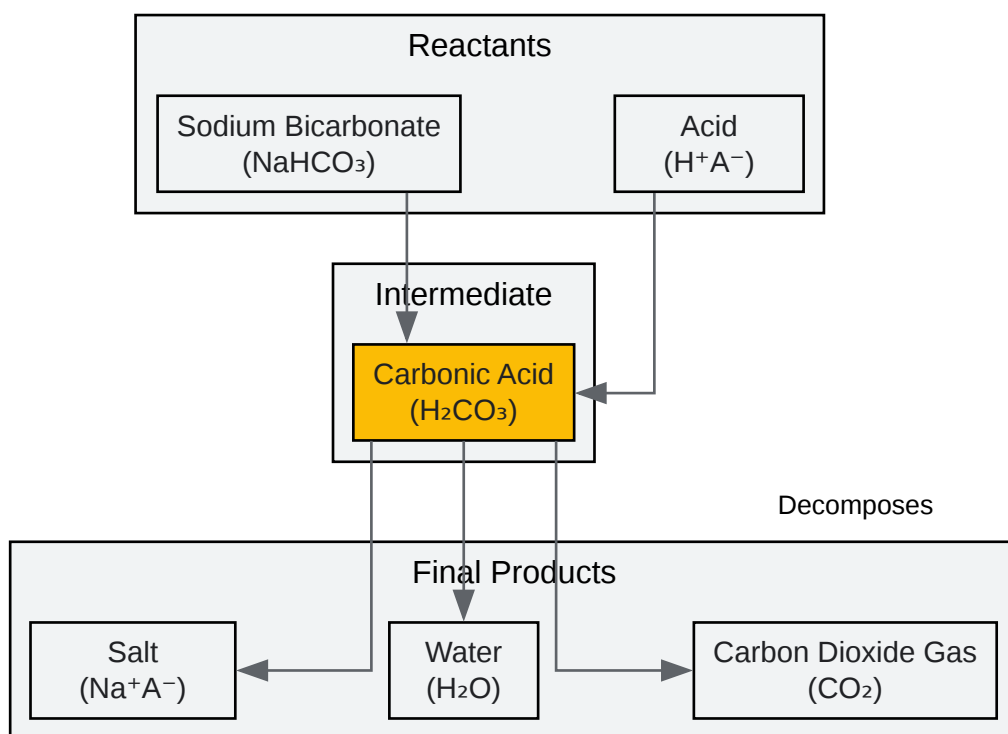 Reactants
Sodium Bicarbonate
(NaHCO₃)
Acid
(H⁺A⁻)
Intermediate
Carbonic Acid
(H₂CO₃)
Decomposes
Final Products
Salt
(Na⁺A⁻)
Water
(H₂O)
Carbon Dioxide Gas
(CO₂)